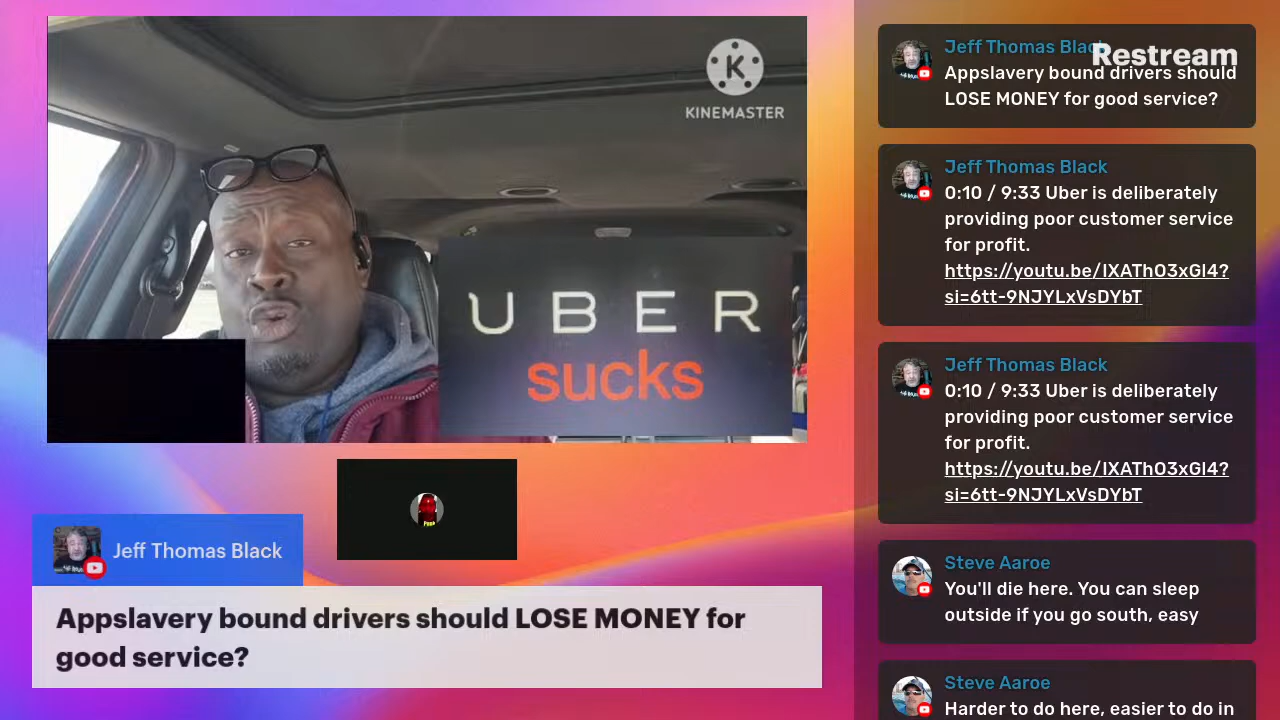 K
KINEMASTER
UBER
sucks
Jeff Thomas Black
Appslavery bound drivers should LOSE MONEY for
good service?
Restream
Jeff Thomas Black
Appslavery bound drivers should
LOSE MONEY for good service?
Jeff Thomas Black
0:10 / 9:33 Uber is deliberately
providing poor customer service
for profit.
https://youtu.be/IXAThO3xGI4?
si=6tt-9NJYLxVsDYbT
Jeff Thomas Black
0:10 / 9:33 Uber is deliberately
providing poor customer service
for profit.
https://youtu.be/IXAThO3xGI4?
si=6tt-9NJYLxVsDYbT
Steve Aaroe
You'll die here. You can sleep
outside if you go south, easy
Steve Aaroe
Harder to do here, easier to do in